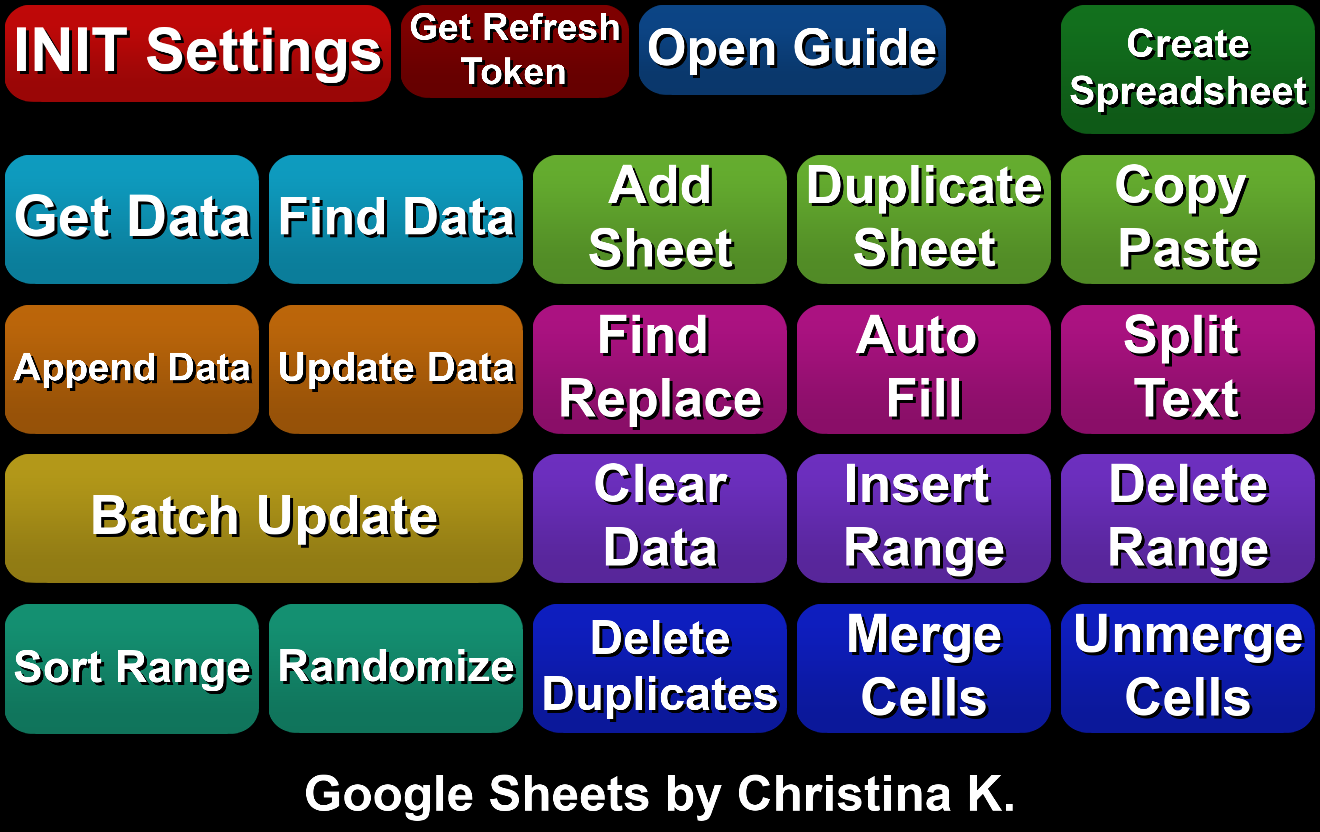 INIT Settings
Get Refresh
Token
Open Guide
Create
Spreadsheet
Get Data
Find Data
Add
Sheet
Duplicate
Sheet
Copy
Paste
Append Data
Update Data
Find
Replace
Auto
Fill
Split
Text
Batch Update
Clear
Data
Insert
Range
Delete
Range
Sort Range
Randomize
Delete
Duplicates
Merge
Cells
Unmerge
Cells
Google Sheets by Christina K.